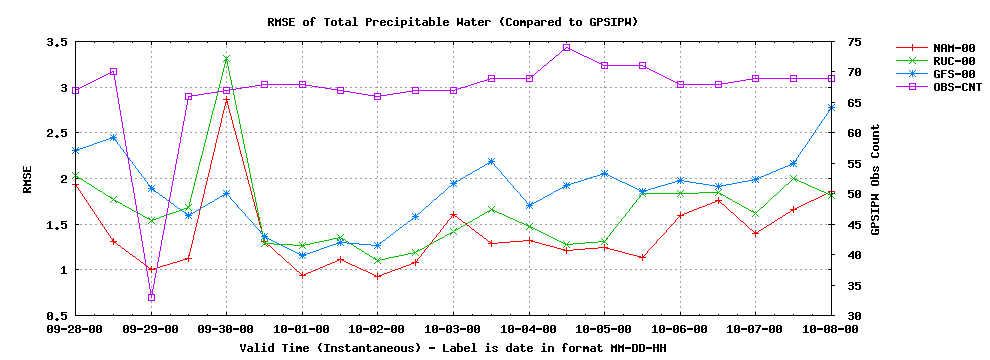 RMSE of Total Precipitable Water (Compared to GPSIPW)
3.5
3
2.5
2
1.5
1
0.5
RMSE
75
70
65
60
55
50
45
40
35
30
GPSIPW Obs Count
NAM-00
RUC-00
GFS-00
OBS-CNT
09-28-00 09-29-00 09-30-00 10-01-00 10-02-00 10-03-00 10-04-00 10-05-00 10-06-00 10-07-00 10-08-00
Valid Time (Instantaneous) - Label is date in format MM-DD-HH